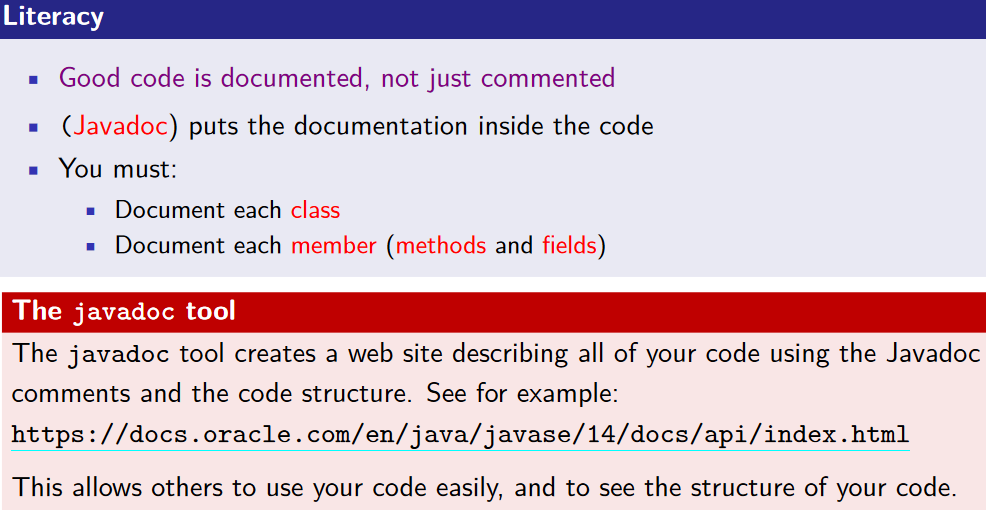 Literacy
Good code is documented, not just commented
(Javadoc) puts the documentation inside the code
You must:
Document each class
Document each member (methods and fields)
The javadoc tool
The javadoc tool creates a web site describing all of your code using the Javadoc
comments and the code structure. See for example:
https://docs.oracle.com/en/java/javase/14/docs/api/index.html
This allows others to use your code easily, and to see the structure of your code.